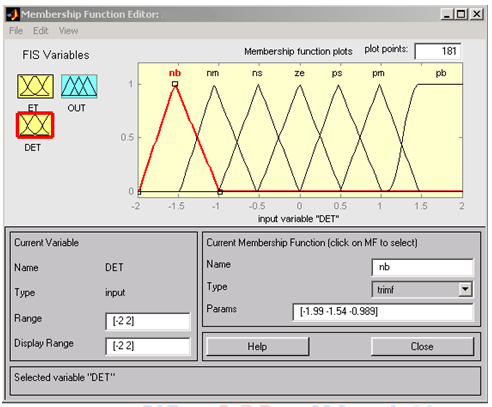 Membership Function Editor:
File Edit View
FIS Variables
Membership function plots plot points: 181
ET OUT
DET
nb nm ns ze ps pm pb
1
0.5
0
-2 -1.5 -1 -0.5 0 0.5 1 1.5 2
input variable "DET"
Current Variable
Name DET
Type input
Range [-2 2]
Display Range [-2 2]
Current Membership Function (click on MF to select)
Name nb
Type trimf
Params [-1.99 -1.54 -0.989]
Help Close
Selected variable "DET"